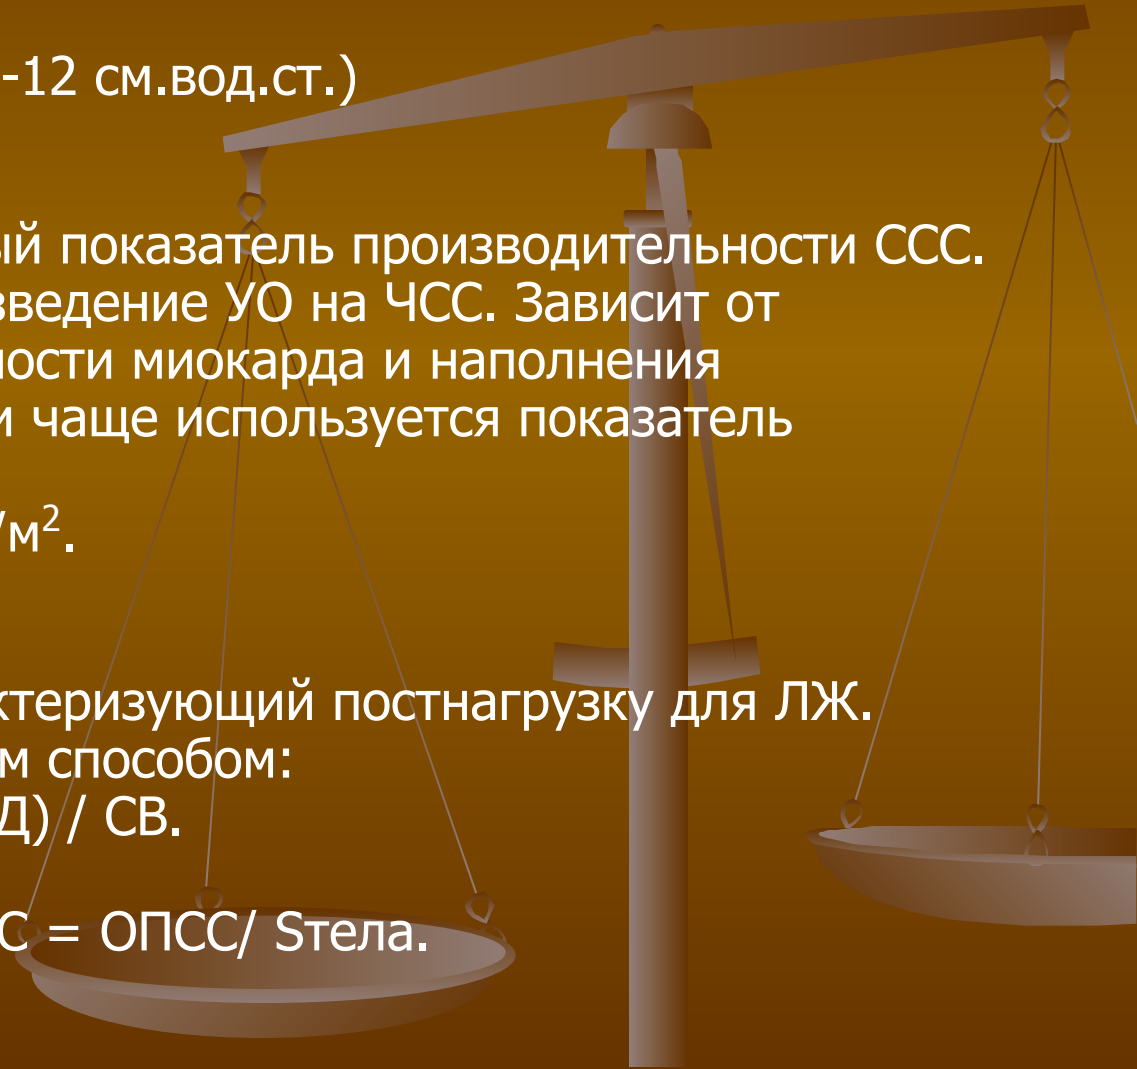 -12 см.вод.ст.)
ый показатель производительности ССС.
зведение УО на ЧСС. Зависит от
ности миокарда и наполнения
и чаще используется показатель
/м².
ктеризующий постнагрузку для ЛЖ.
м способом:
Д) / СВ.
С = ОПСС/ Sтела.